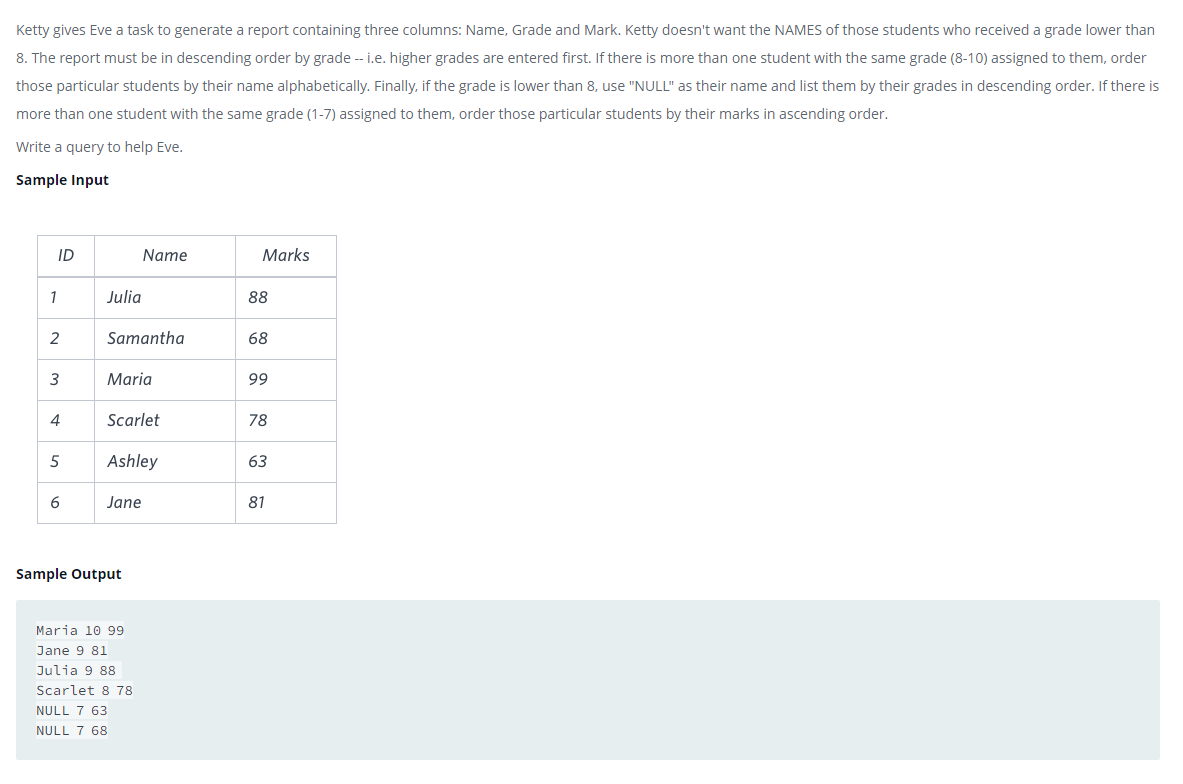 Ketty gives Eve a task to generate a report containing three columns: Name, Grade and Mark. Ketty doesn't want the NAMES of those students who received a grade lower than
8. The report must be in descending order by grade -- i.e. higher grades are entered first. If there is more than one student with the same grade (8-10) assigned to them, order
those particular students by their name alphabetically. Finally, if the grade is lower than 8, use "NULL" as their name and list them by their grades in descending order. If there is
more than one student with the same grade (1-7) assigned to them, order those particular students by their marks in ascending order.
Write a query to help Eve.
Sample Input
ID Name Marks
1 Julia 88
2 Samantha 68
3 Maria 99
4 Scarlet 78
5 Ashley 63
6 Jane 81
Sample Output
Maria 10 99
Jane 9 81
Julia 9 88
Scarlet 8 78
NULL 7 63
NULL 7 68